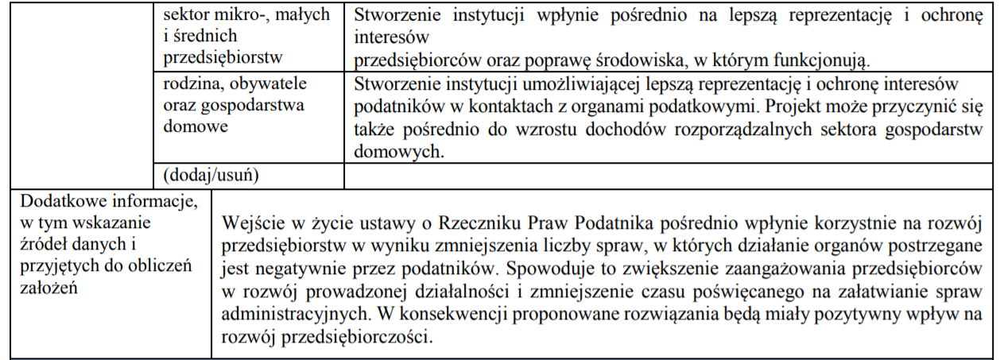 sektor mikro-, małych
i średnich
przedsiębiorstw
Stworzenie instytucji wpłynie pośrednio na lepszą reprezentację i ochronę
interesów
przedsiębiorców oraz poprawę środowiska, w którym funkcjonują.
rodzina, obywatele
oraz gospodarstwa
domowe
Stworzenie instytucji umożliwiającej lepszą reprezentację i ochronę interesów
podatników w kontaktach z organami podatkowymi. Projekt może przyczynić się
także pośrednio do wzrostu dochodów rozporządzalnych sektora gospodarstw
domowych.
(dodaj/usuń)
Dodatkowe informacje,
w tym wskazanie
źródeł danych i
przyjętych do obliczeń
założeń
Wejście w życie ustawy o Rzeczniku Praw Podatnika pośrednio wpłynie korzystnie na rozwój
przedsiębiorstw w wyniku zmniejszenia liczby spraw, w których działanie organów postrzegane
jest negatywnie przez podatników. Spowoduje to zwiększenie zaangażowania przedsiębiorców
w rozwój prowadzonej działalności i zmniejszenie czasu poświęcanego na załatwianie spraw
administracyjnych. W konsekwencji proponowane rozwiązania będą miały pozytywny wpływ na
rozwój przedsiębiorczości.